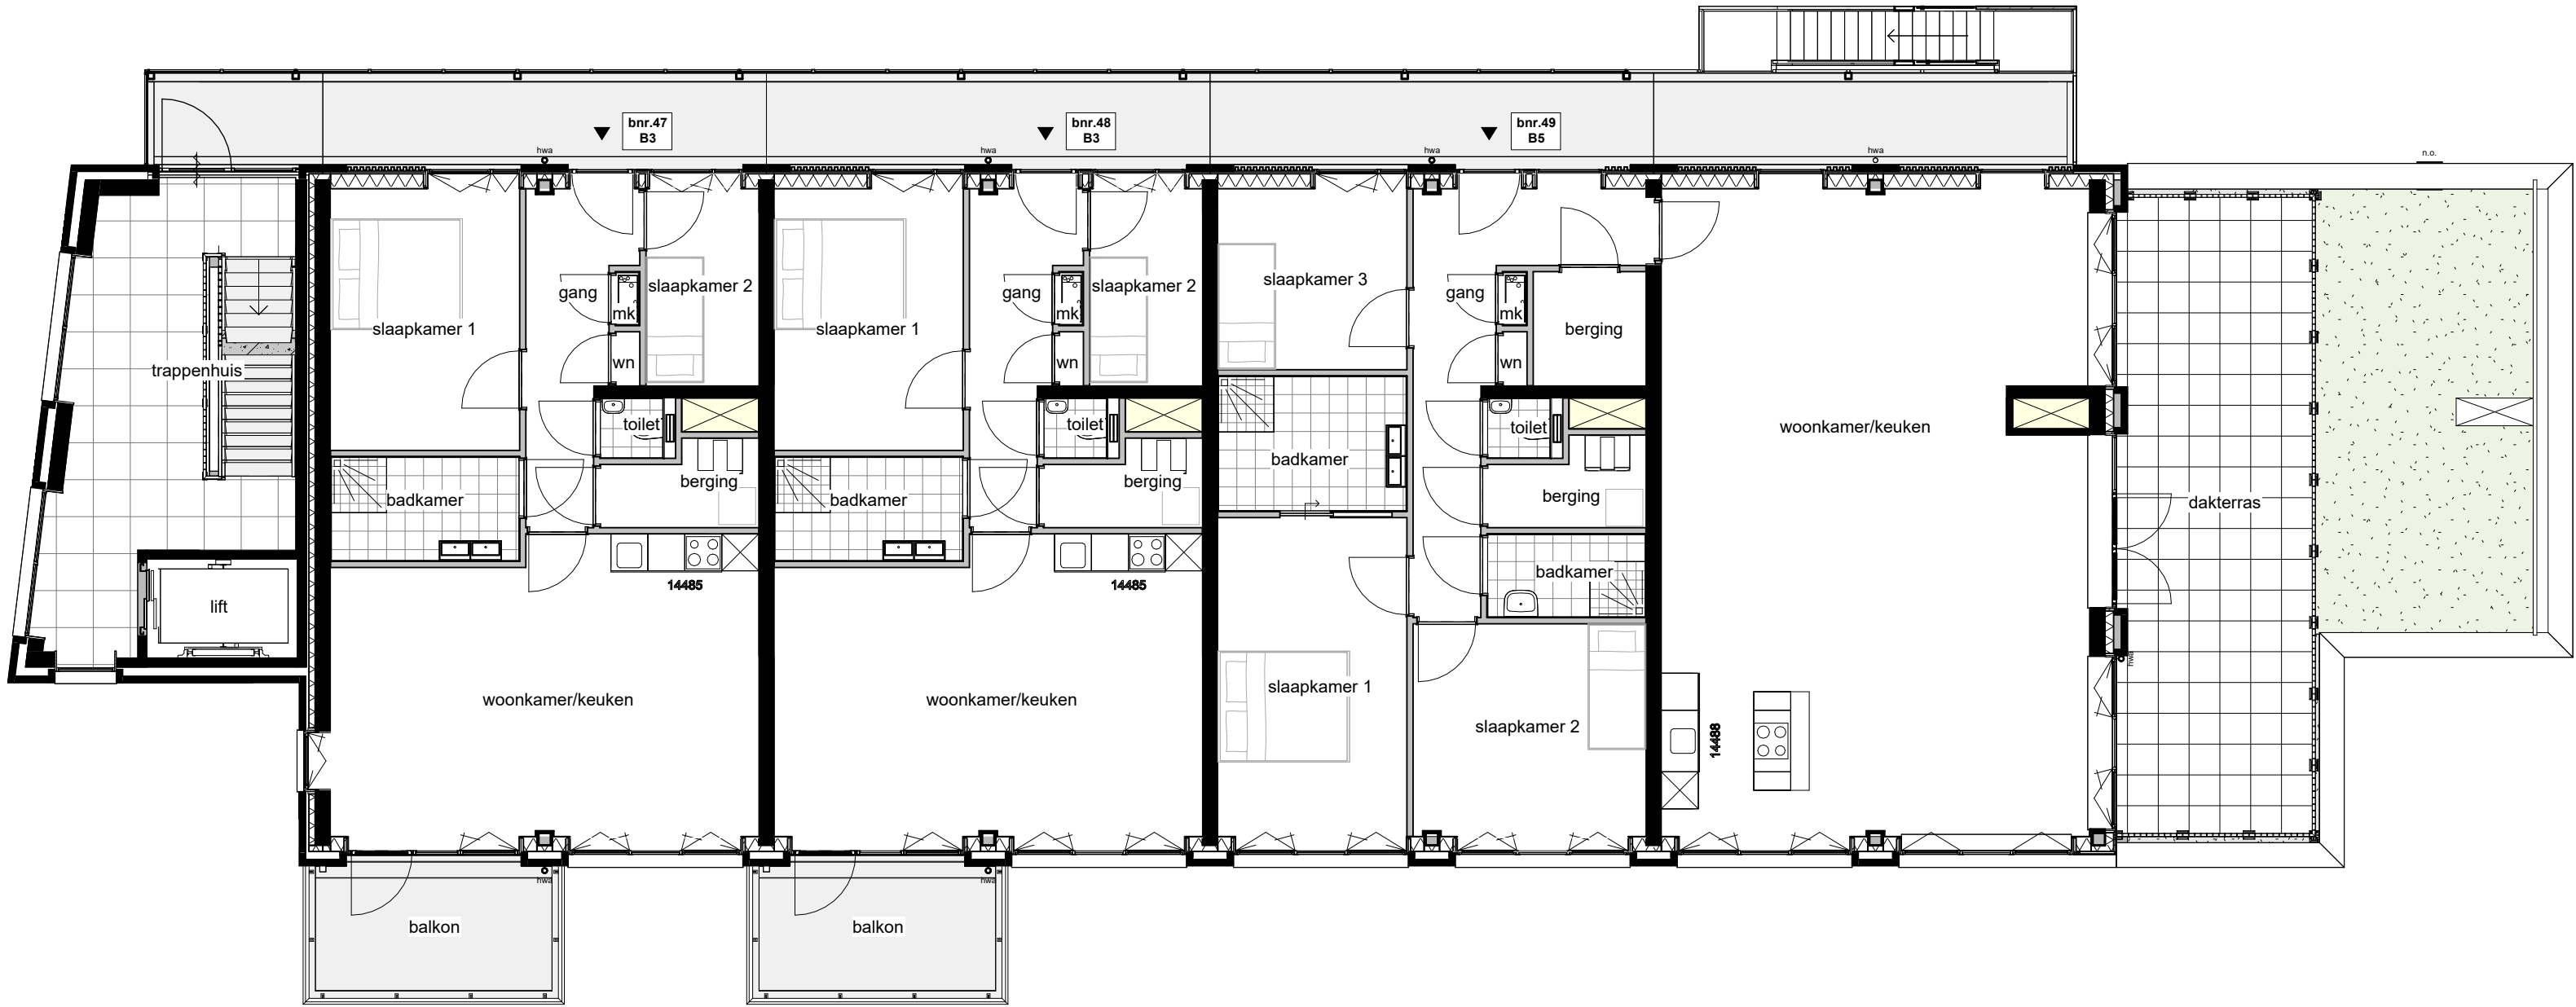 bnr.47
B3
bnr.48
B3
bnr.49
B5
hwa
hwa
hwa
hwa
n.o.
slaapkamer 1
gang
mk
wn
slaapkamer 2
slaapkamer 1
gang
mk
wn
slaapkamer 2
slaapkamer 3
gang
mk
wn
berging
trappenhuis
toilet
berging
badkamer
toilet
berging
badkamer
badkamer
toilet
berging
badkamer
woonkamer/keuken
dakterras
lift
14485
14485
woonkamer/keuken
woonkamer/keuken
slaapkamer 1
slaapkamer 2
14488
hwa
hwa
hwa
balkon
balkon